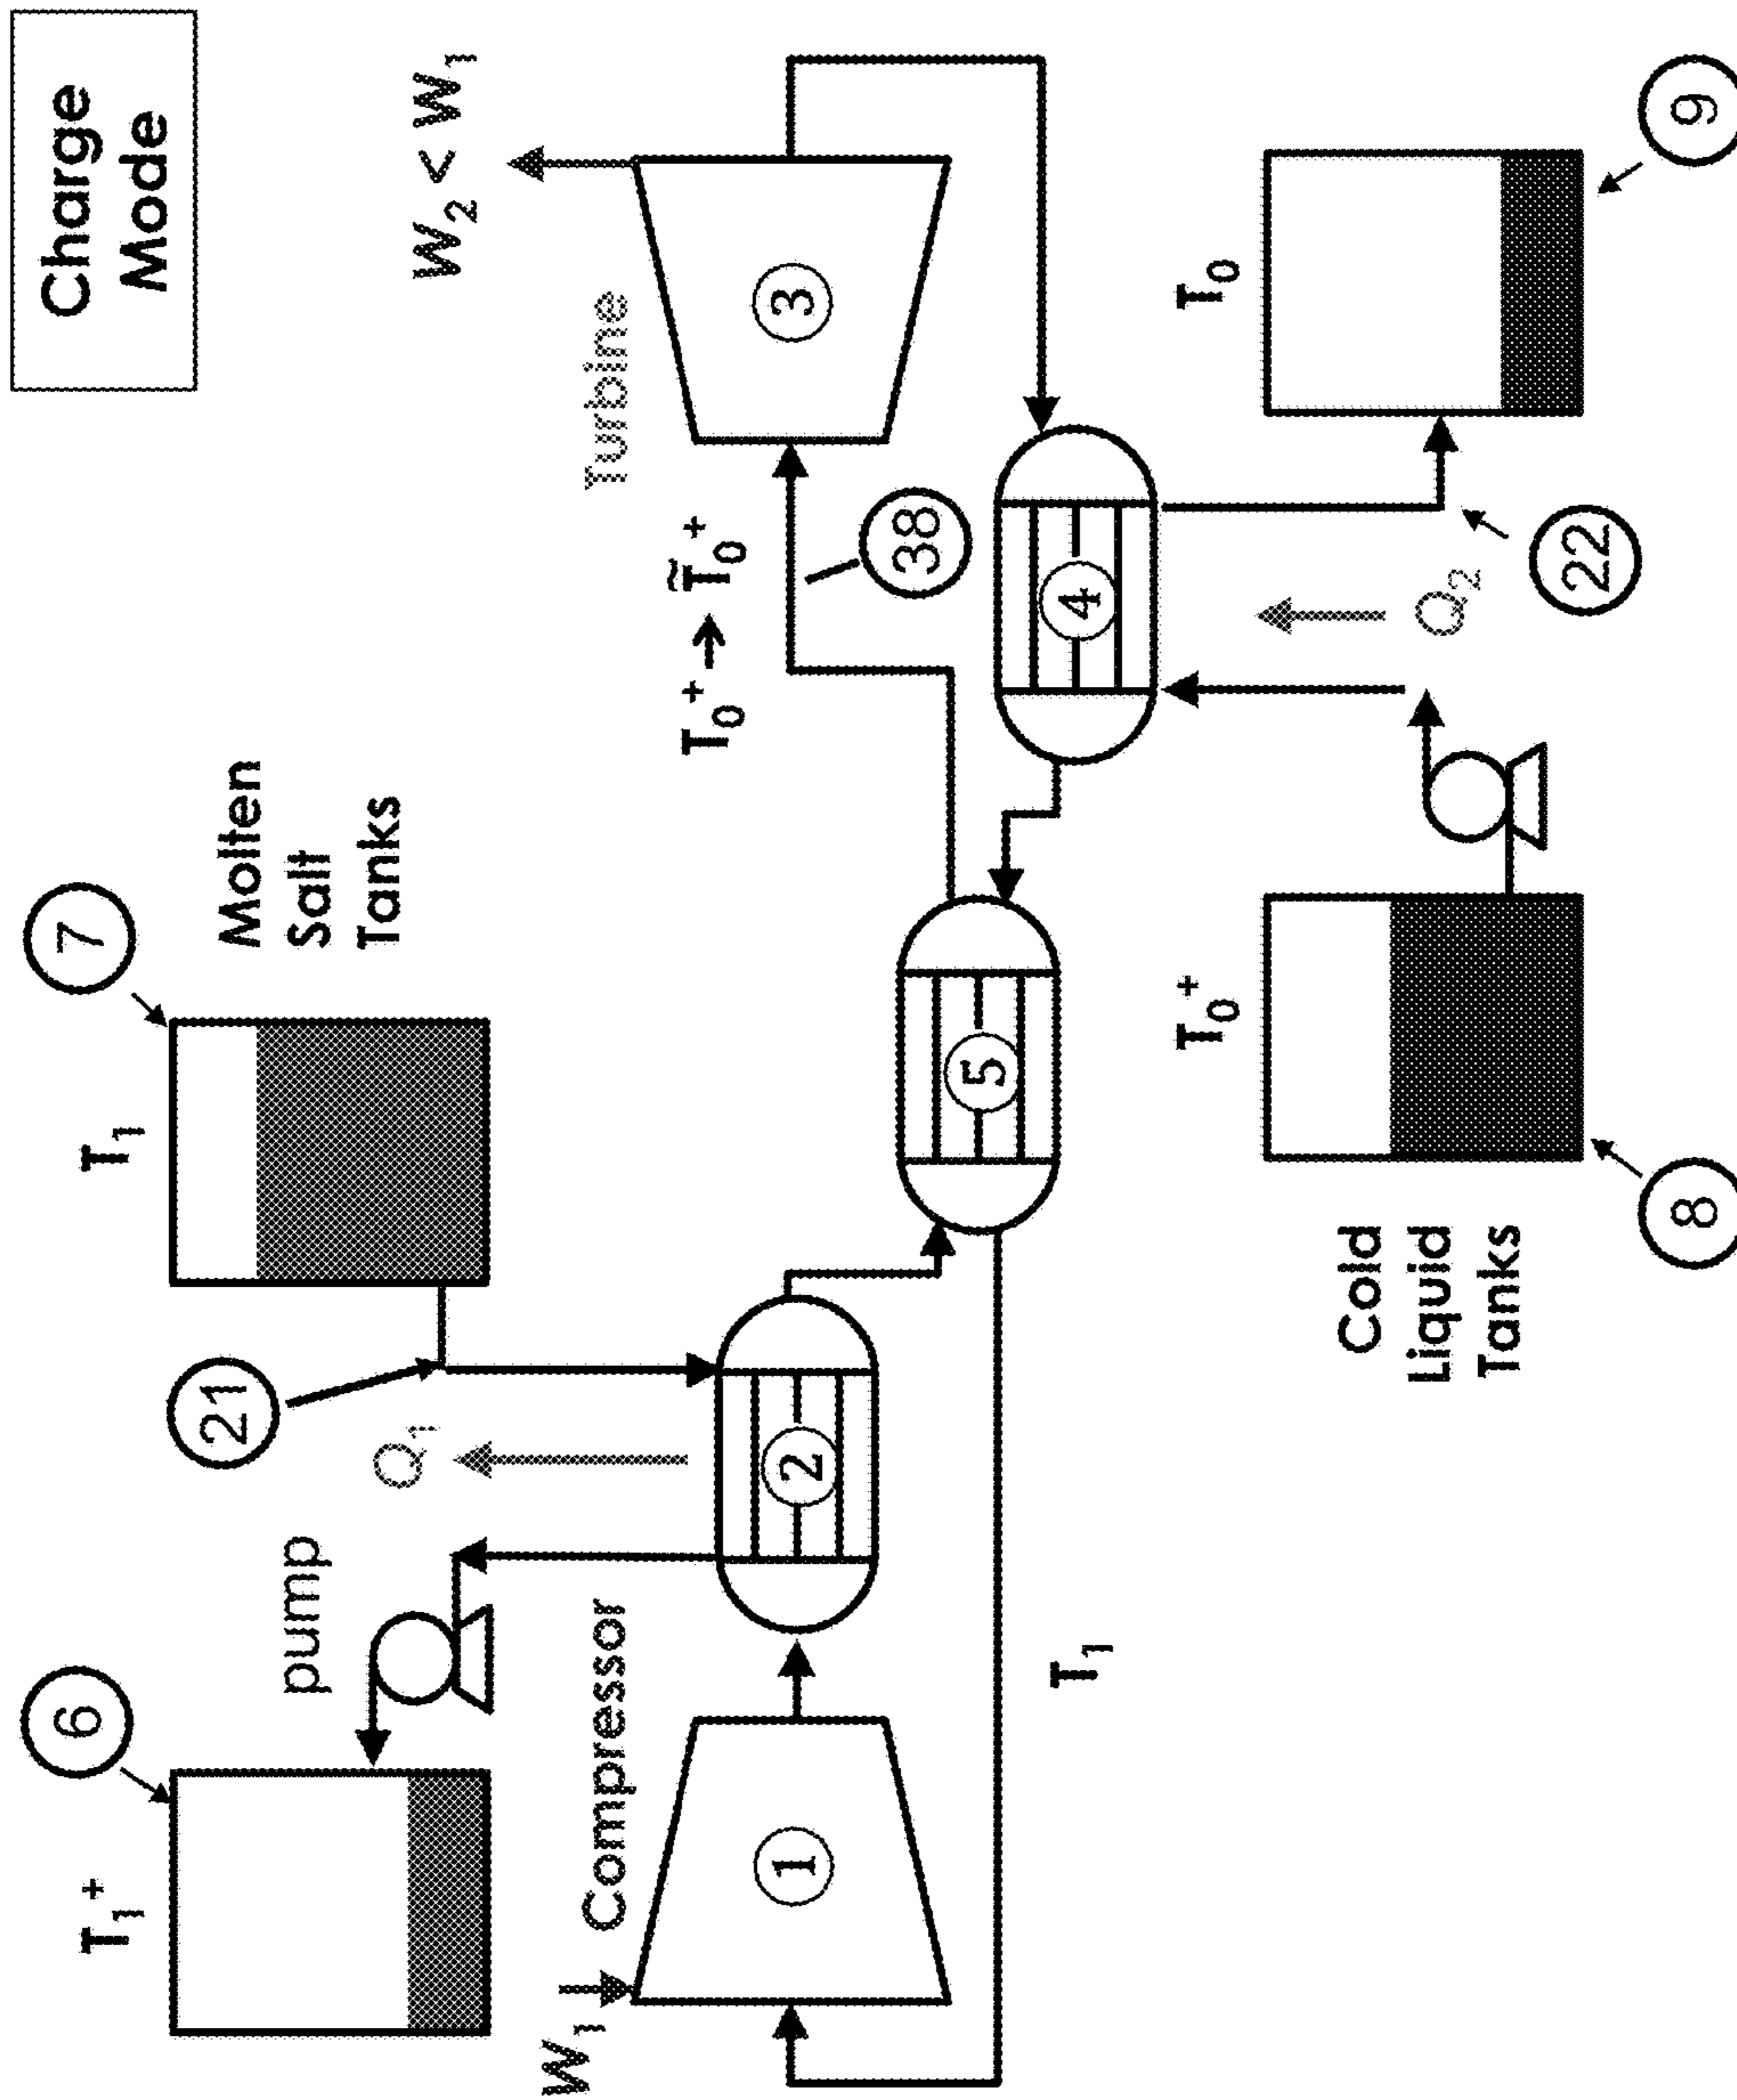 Charge
Mode
6
T₁⁺
pump
21
Q₁
7
T₁
Molten
Salt
Tanks
W₁
Compressor
1
2
T₁
5
T₀⁺ → T̃₀⁺
38
Turbine
3
W₂ < W₁
4
Cold
Liquid
Tanks
8
T₀⁺
Q₂
22
T₀
9